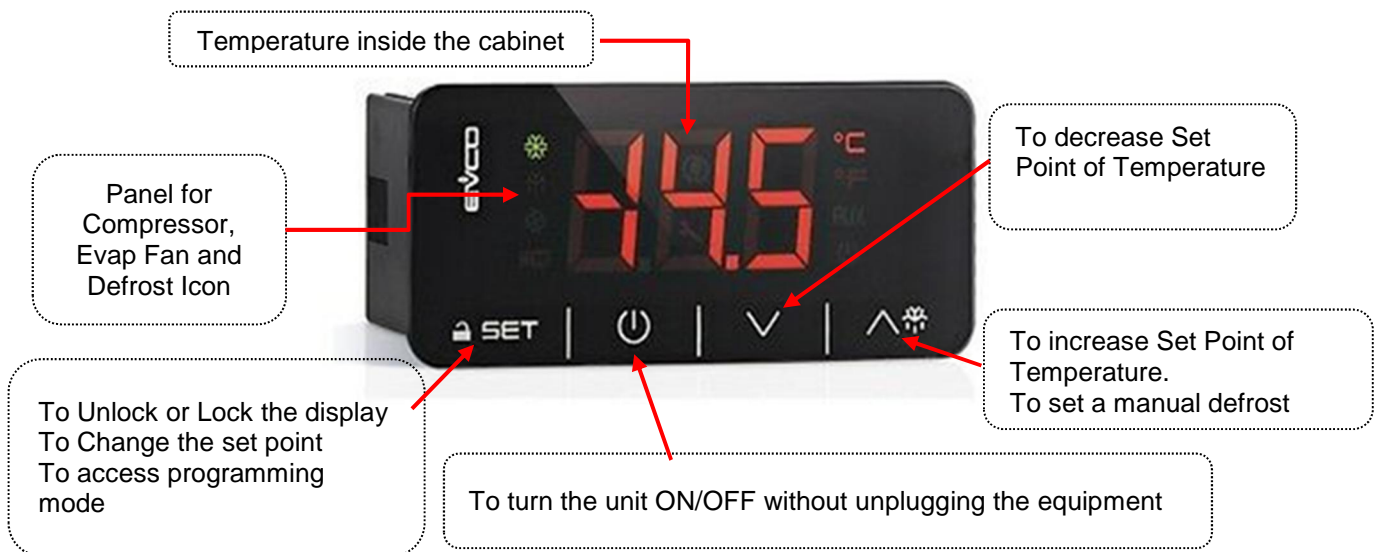 Temperature inside the cabinet
To decrease Set
Point of Temperature
Panel for
Compressor,
Evap Fan and
Defrost Icon
EVCO
-14.5
°C
°F
AUX
SET
To increase Set Point of
Temperature.
To set a manual defrost
To Unlock or Lock the display
To Change the set point
To access programming
mode
To turn the unit ON/OFF without unplugging the equipment